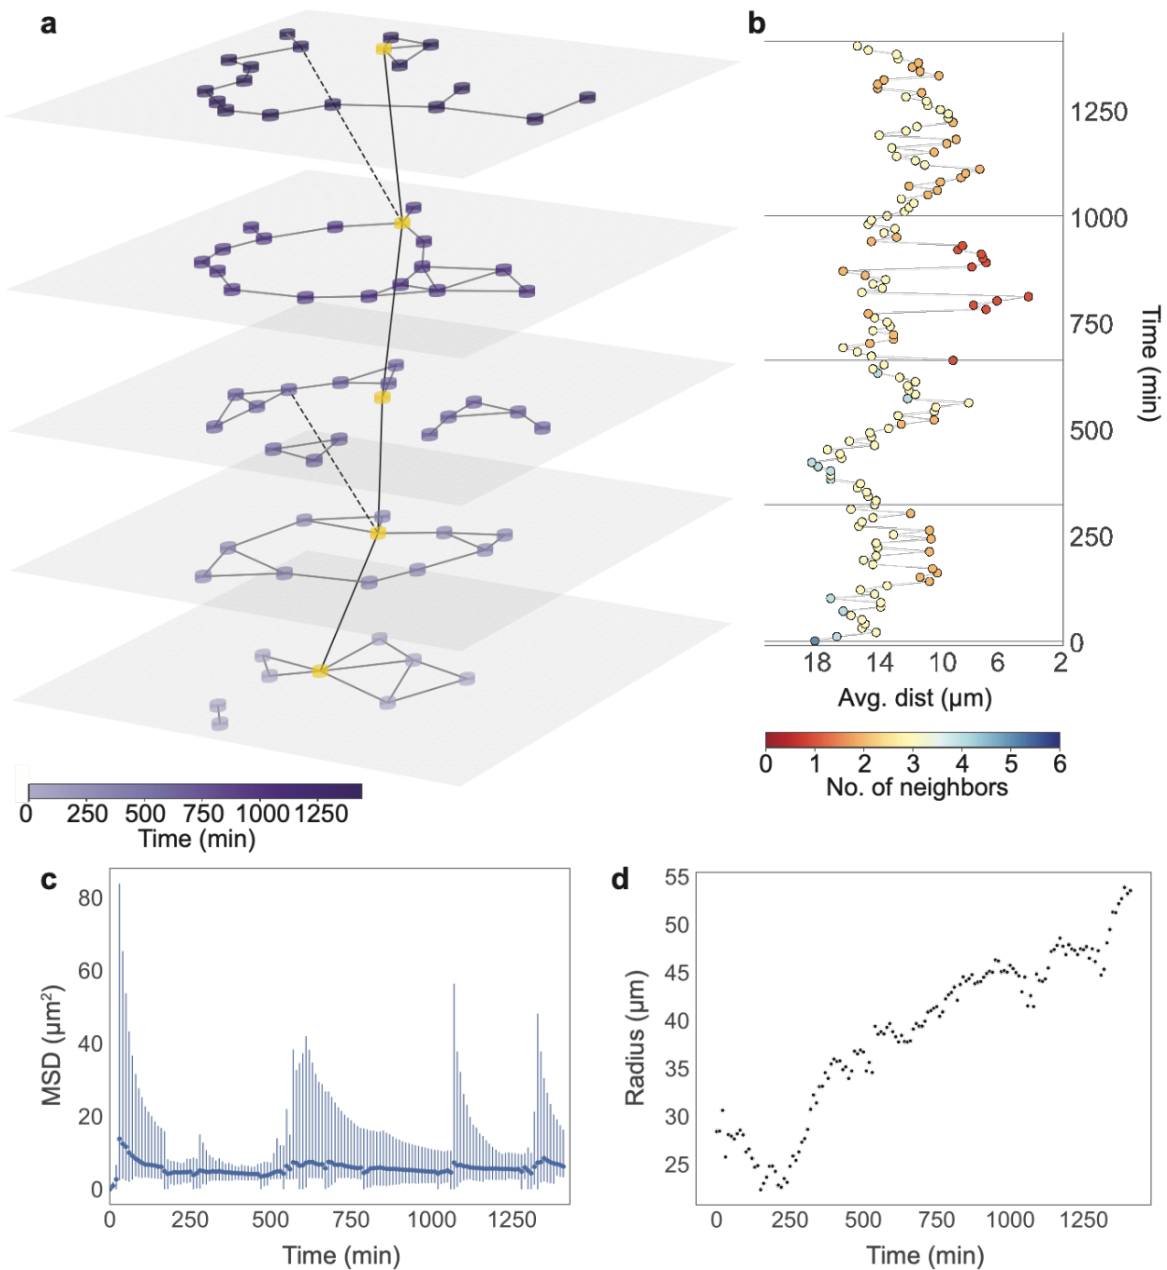 a
0 250 500 750 1000 1250
Time (min)
b
1250
1000
750
500
250
0
Time (min)
18 14 10 6 2
Avg. dist (µm)
0 1 2 3 4 5 6
No. of neighbors
c
80
60
40
20
0
MSD (µm²)
0 250 500 750 1000 1250
Time (min)
d
55
50
45
40
35
30
25
Radius (µm)
0 250 500 750 1000 1250
Time (min)